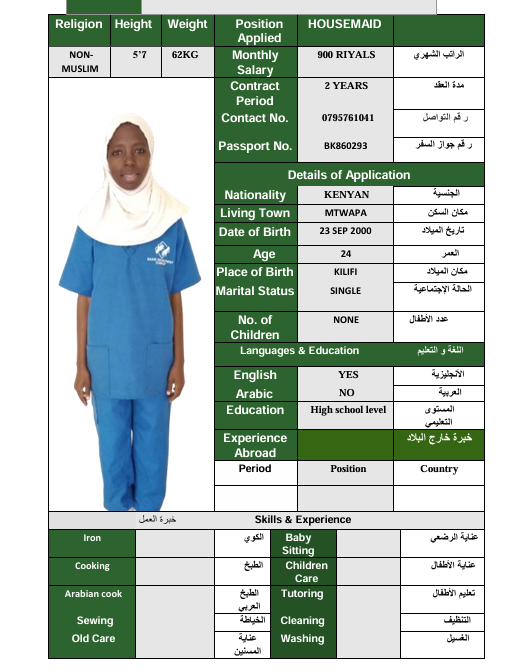 Religion Height Weight Position Applied HOUSEMAID
NON-MUSLIM 5'7 62KG Monthly Salary 900 RIYALS الراتب الشهري
Contract Period 2 YEARS مدة العقد
Contact No. 0795761041 ر قم التواصل
Passport No. BK860293 ر قم جواز السفر
Details of Application
Nationality KENYAN الجنسية
Living Town MTWAPA مكان السكن
Date of Birth 23 SEP 2000 تاريخ الميلاد
Age 24 العمر
Place of Birth KILIFI مكان الميلاد
Marital Status SINGLE الحالة الإجتماعية
No. of Children NONE عدد الأطفال
Languages & Education اللغة و التعليم
English YES الأنجليزية
Arabic NO العربية
Education High school level المستوى التعليمي
Experience Abroad خبرة خارج البلاد
Period Position Country
خبرة العمل Skills & Experience
Iron الكوي Baby Sitting عناية الرضعي
Cooking الطبخ Children Care عناية الأطفال
Arabian cook الطبخ العربي Tutoring تعليم الأطفال
Sewing الخياطة Cleaning التنظيف
Old Care عناية المسنين Washing الغسيل